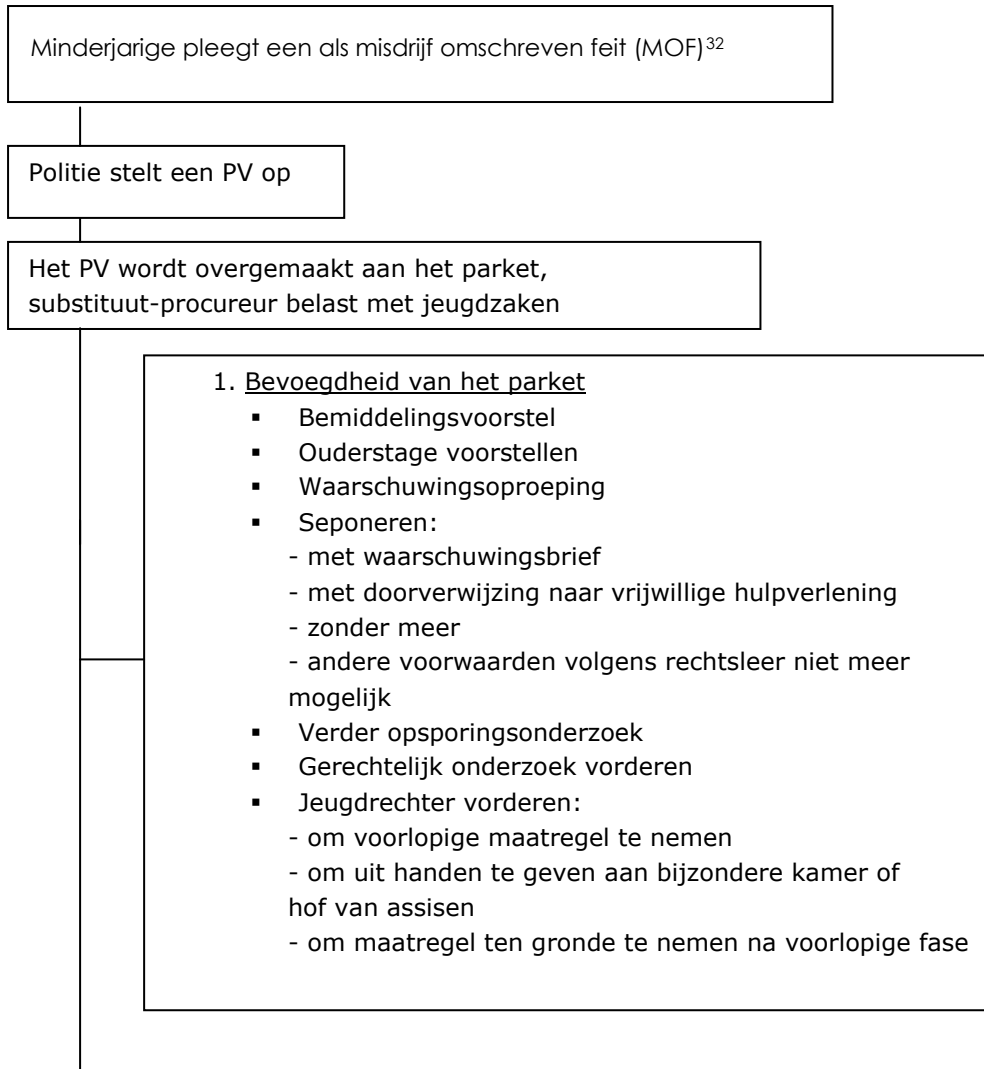 Minderjarige pleegt een als misdrijf omschreven feit (MOF)32
Politie stelt een PV op
Het PV wordt overgemaakt aan het parket,
substituut-procureur belast met jeugdzaken
1. Bevoegdheid van het parket
▪ Bemiddelingsvoorstel
▪ Ouderstage voorstellen
▪ Waarschuwingsoproeping
▪ Seponeren:
- met waarschuwingsbrief
- met doorverwijzing naar vrijwillige hulpverlening
- zonder meer
- andere voorwaarden volgens rechtsleer niet meer
mogelijk
▪ Verder opsporingsonderzoek
▪ Gerechtelijk onderzoek vorderen
▪ Jeugdrechter vorderen:
- om voorlopige maatregel te nemen
- om uit handen te geven aan bijzondere kamer of
hof van assisen
- om maatregel ten gronde te nemen na voorlopige fase